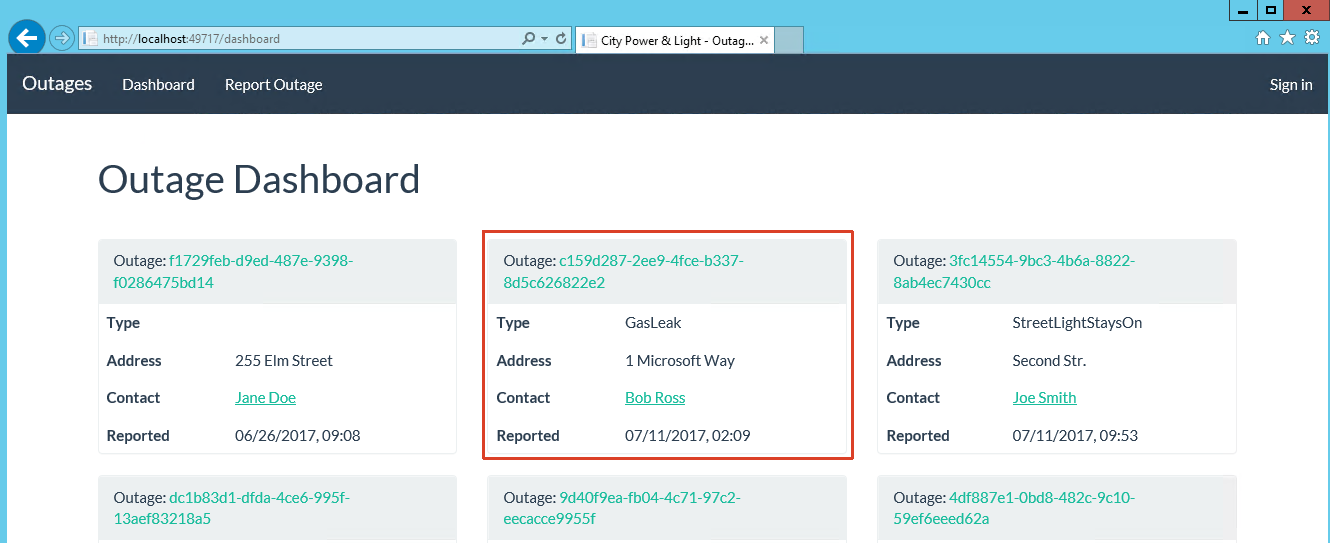 http://localhost:49717/dashboard
City Power & Light - Outag...
Outages Dashboard Report Outage Sign in
Outage Dashboard
Outage: f1729feb-d9ed-487e-9398-
f0286475bd14
Type
Address 255 Elm Street
Contact Jane Doe
Reported 06/26/2017, 09:08
Outage: c159d287-2ee9-4fce-b337-
8d5c626822e2
Type GasLeak
Address 1 Microsoft Way
Contact Bob Ross
Reported 07/11/2017, 02:09
Outage: 3fc14554-9bc3-4b6a-8822-
8ab4ec7430cc
Type StreetLightStaysOn
Address Second Str.
Contact Joe Smith
Reported 07/11/2017, 09:53
Outage: dc1b83d1-dfda-4ce6-995f-
13aef83218a5
Outage: 9d40f9ea-fb04-4c71-97c2-
eecacce9955f
Outage: 4df887e1-0bd8-482c-9c10-
59ef6eeed62a